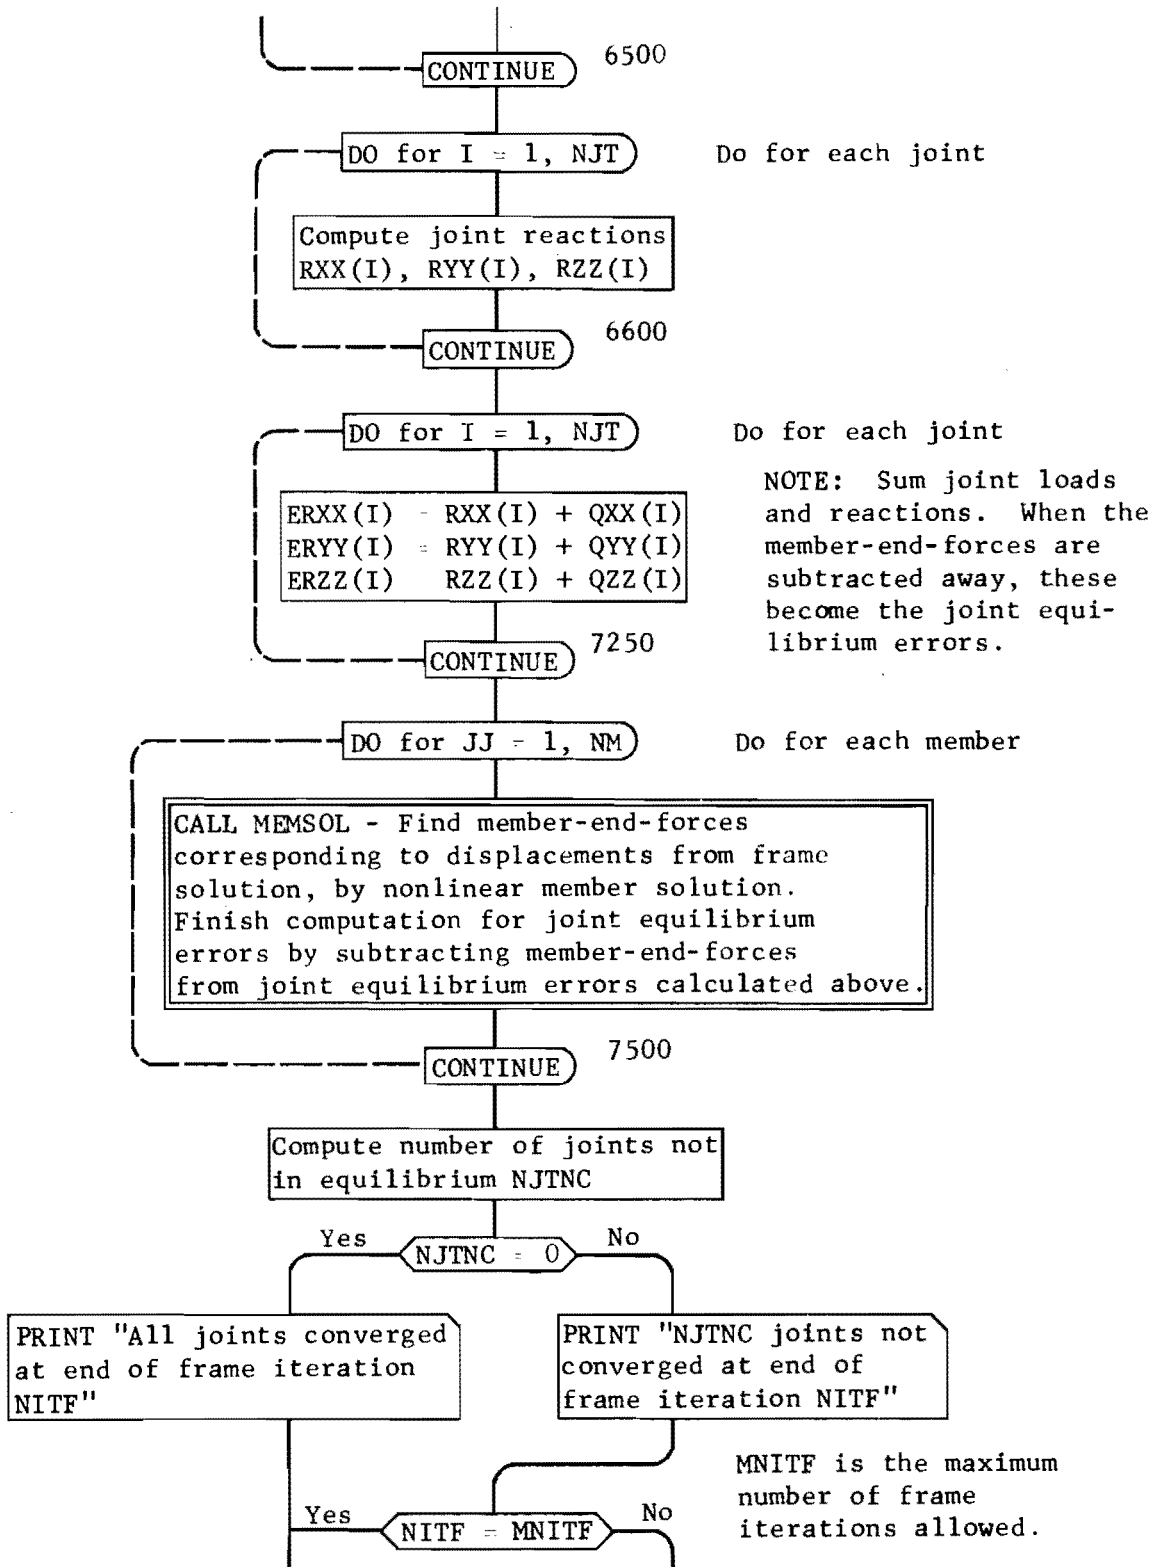 6500
CONTINUE
DO for I = 1, NJT
Do for each joint
Compute joint reactions
RXX(I), RYY(I), RZZ(I)
6600
CONTINUE
DO for I = 1, NJT
Do for each joint
NOTE: Sum joint loads
and reactions. When the
member-end-forces are
subtracted away, these
become the joint equi-
librium errors.
ERXX(I) - RXX(I) + QXX(I)
ERYY(I) = RYY(I) + QYY(I)
ERZZ(I) RZZ(I) + QZZ(I)
7250
CONTINUE
DO for JJ = 1, NM
Do for each member
CALL MEMSOL - Find member-end-forces
corresponding to displacements from frame
solution, by nonlinear member solution.
Finish computation for joint equilibrium
errors by subtracting member-end-forces
from joint equilibrium errors calculated above.
7500
CONTINUE
Compute number of joints not
in equilibrium NJTNC
Yes
NJTNC = 0
No
PRINT "All joints converged
at end of frame iteration
NITF"
PRINT "NJTNC joints not
converged at end of
frame iteration NITF"
MNITF is the maximum
number of frame
iterations allowed.
Yes
NITF = MNITF
No